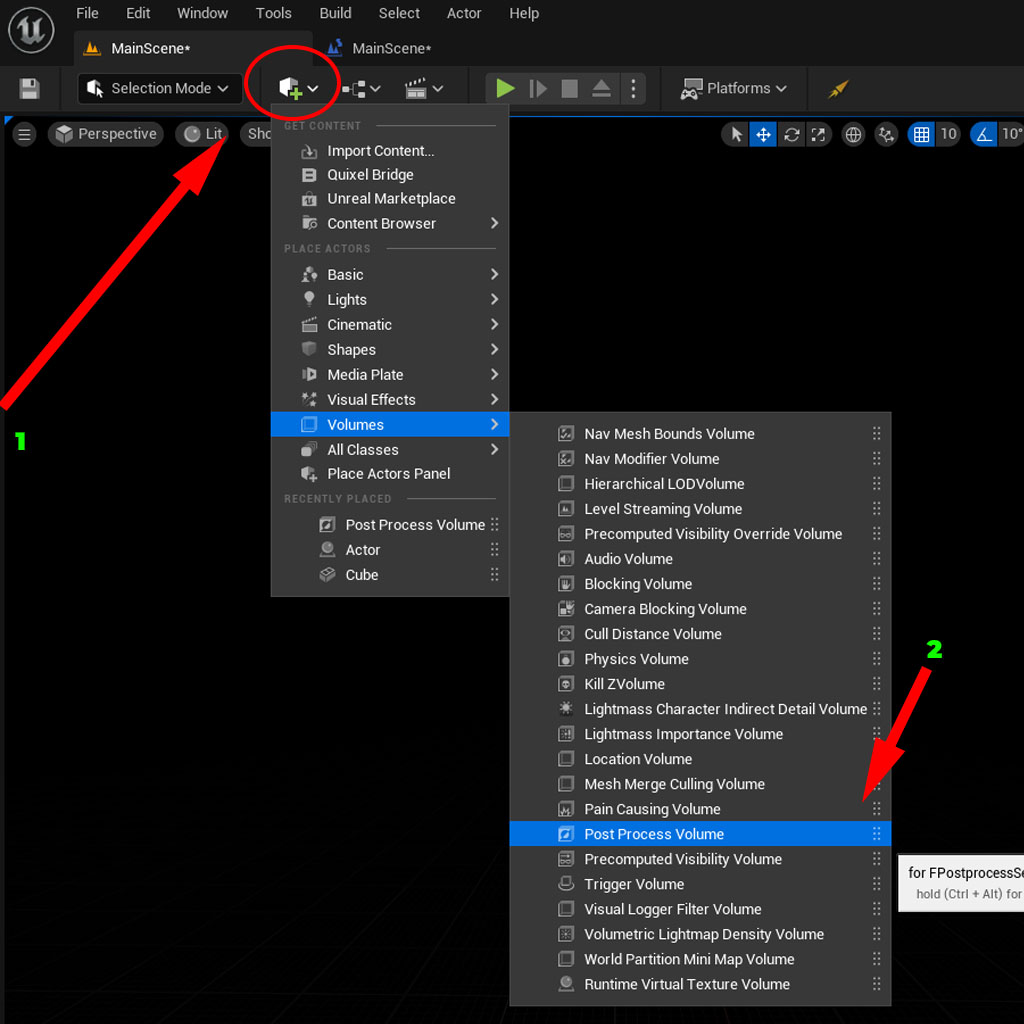 File Edit Window Tools Build Select Actor Help
MainScene* MainScene*
Selection Mode Platforms
Perspective Lit Sho 10 10°
GET CONTENT
Import Content...
Quixel Bridge
Unreal Marketplace
Content Browser
PLACE ACTORS
Basic
Lights
Cinematic
Shapes
Media Plate
Visual Effects
Volumes
All Classes
Place Actors Panel
RECENTLY PLACED
Post Process Volume
Actor
Cube
1
Nav Mesh Bounds Volume
Nav Modifier Volume
Hierarchical LODVolume
Level Streaming Volume
Precomputed Visibility Override Volume
Audio Volume
Blocking Volume
Camera Blocking Volume
Cull Distance Volume
Physics Volume
Kill ZVolume
Lightmass Character Indirect Detail Volume
Lightmass Importance Volume
Location Volume
Mesh Merge Culling Volume
Pain Causing Volume
Post Process Volume
Precomputed Visibility Volume
Trigger Volume
Visual Logger Filter Volume
Volumetric Lightmap Density Volume
World Partition Mini Map Volume
Runtime Virtual Texture Volume
2
for FPostprocessSe
hold (Ctrl + Alt) for